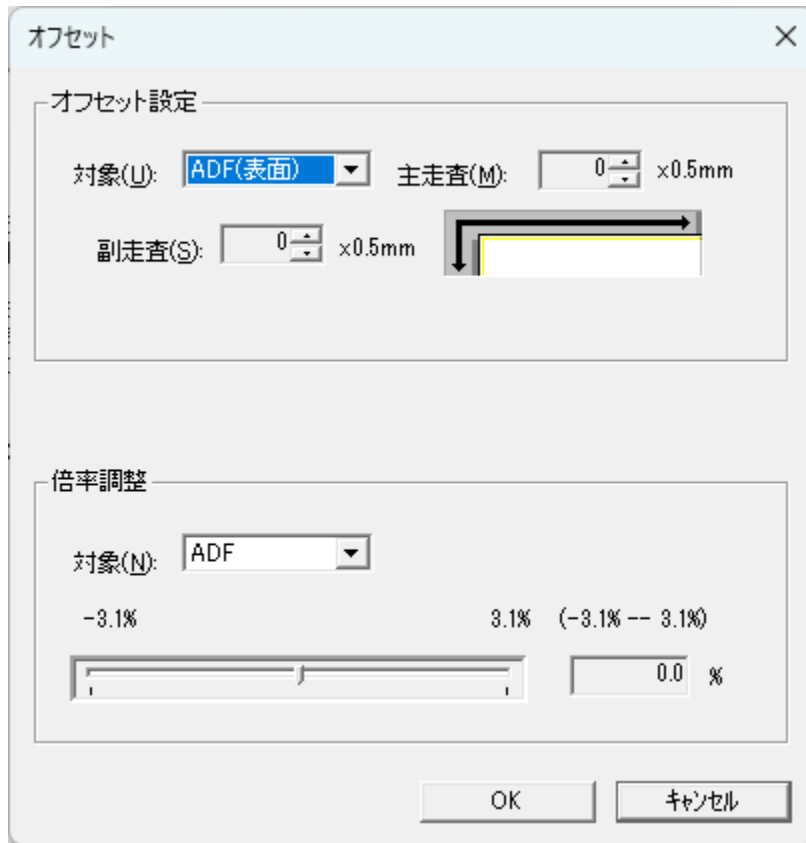 オフセット
オフセット設定
対象(U): ADF(表面) 主走査(M): 0 ×0.5mm
副走査(S): 0 ×0.5mm
倍率調整
対象(N): ADF
-3.1% 3.1% (-3.1% -- 3.1%)
0.0 %
OK キャンセル